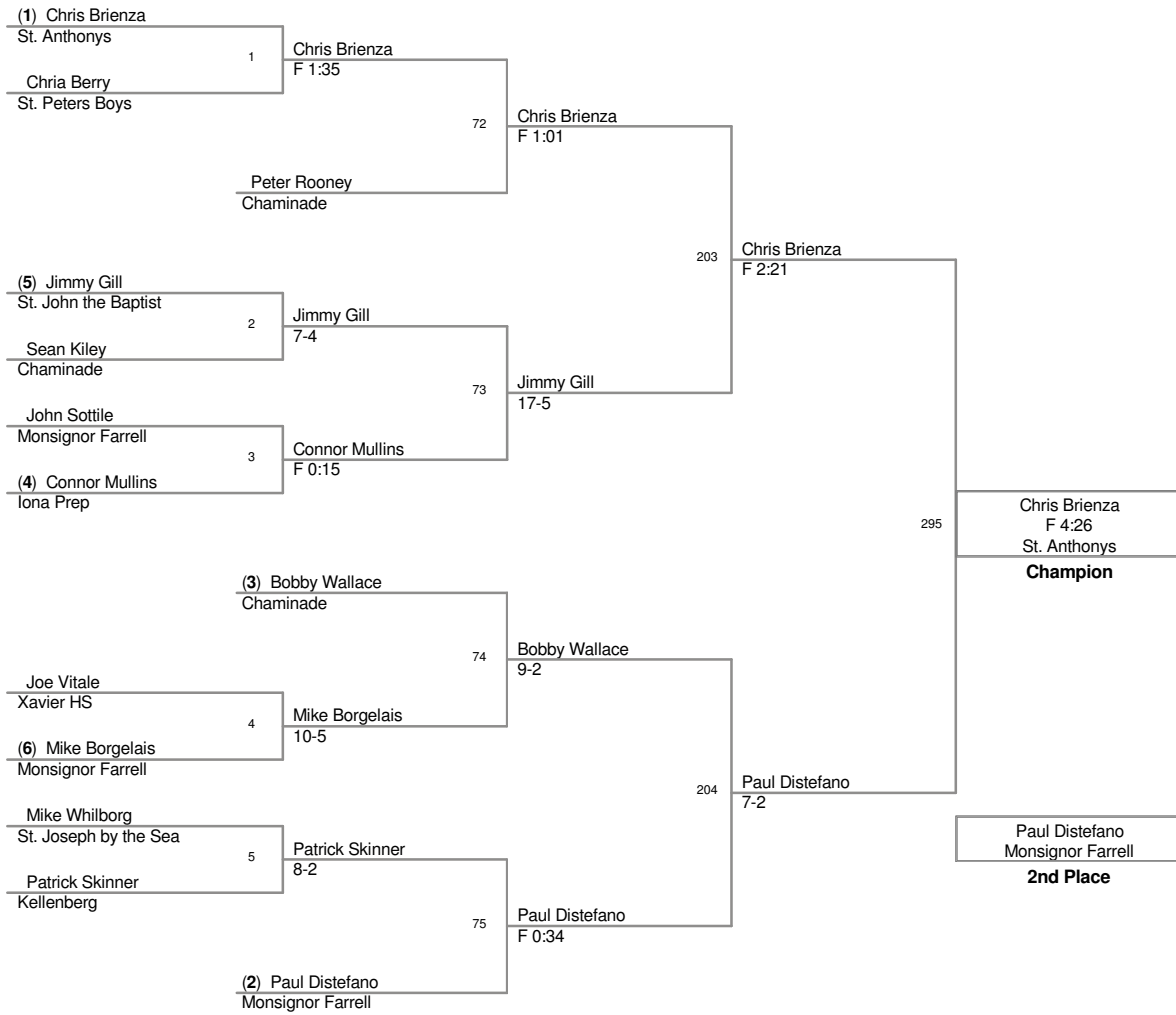 (1) Chris Brienza
St. Anthonys
1
Chris Brienza
F 1:35
Chria Berry
St. Peters Boys
72
Chris Brienza
F 1:01
Peter Rooney
Chaminade
203
Chris Brienza
F 2:21
(5) Jimmy Gill
St. John the Baptist
2
Jimmy Gill
7-4
Sean Kiley
Chaminade
73
Jimmy Gill
17-5
John Sottile
Monsignor Farrell
3
Connor Mullins
F 0:15
(4) Connor Mullins
Iona Prep
295
Chris Brienza
F 4:26
St. Anthonys
Champion
(3) Bobby Wallace
Chaminade
74
Bobby Wallace
9-2
Joe Vitale
Xavier HS
4
Mike Borgelais
10-5
(6) Mike Borgelais
Monsignor Farrell
204
Paul Distefano
7-2
Mike Whilborg
St. Joseph by the Sea
5
Patrick Skinner
8-2
Patrick Skinner
Kellenberg
75
Paul Distefano
F 0:34
(2) Paul Distefano
Monsignor Farrell
Paul Distefano
Monsignor Farrell
2nd Place